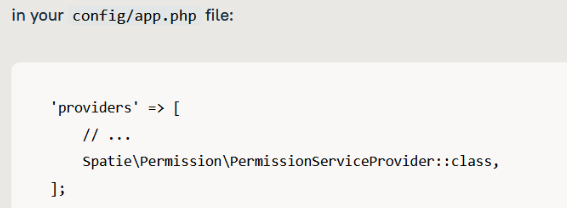 in your config/app.php file:
'providers' => [
// ...
Spatie\Permission\PermissionServiceProvider::class,
];